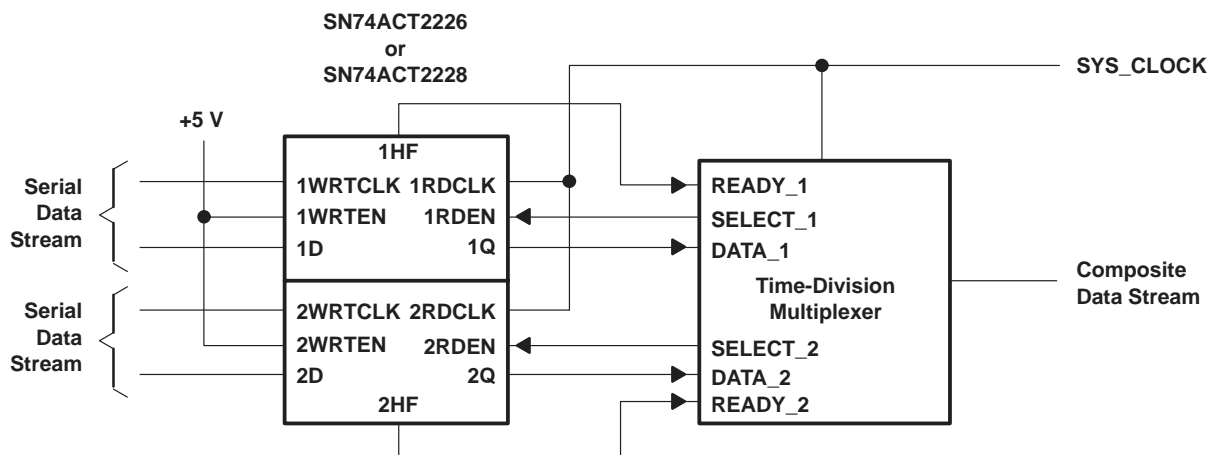 SN74ACT2226
or
SN74ACT2228
SYS_CLOCK
+5 V
1HF
Serial
Data
Stream
1WRTCLK 1RDCLK
1WRTEN 1RDEN
1D 1Q
READY_1
SELECT_1
DATA_1
Time-Division
Multiplexer
Composite
Data Stream
Serial
Data
Stream
2WRTCLK 2RDCLK
2WRTEN 2RDEN
2D 2Q
2HF
SELECT_2
DATA_2
READY_2